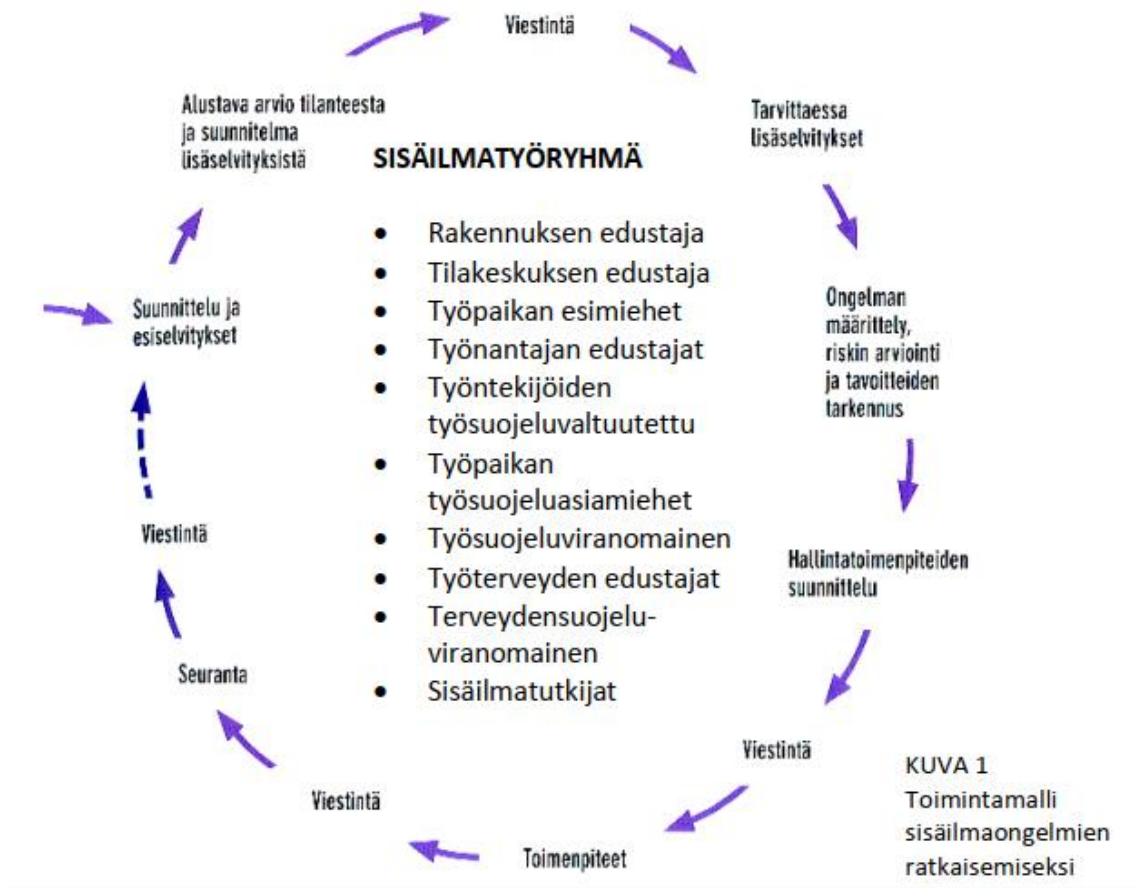 Viestintä
Tarvittaessa
lisäselvitykset
Ongelman
määrittely,
riskin arviointi
ja tavoitteiden
tarkennus
Hallintatoimenpiteiden
suunnittelu
Viestintä
Toimenpiteet
Viestintä
Seuranta
Viestintä
Suunnittelu ja
esiselvitykset
Alustava arvio tilanteesta
ja suunnitelma
lisäselvityksistä
SISÄILMATYÖRYHMÄ
• Rakennuksen edustaja
• Tilakeskuksen edustaja
• Työpaikan esimiehet
• Työnantajan edustajat
• Työntekijöiden
työsuojeluvaltuutettu
• Työpaikan
työsuojeluasiamiehet
• Työsuojeluviranomainen
• Työterveyden edustajat
• Terveydensuojelu-
viranomainen
• Sisäilmatutkijat
KUVA 1
Toimintamalli
sisäilmaongelmien
ratkaisemiseksi